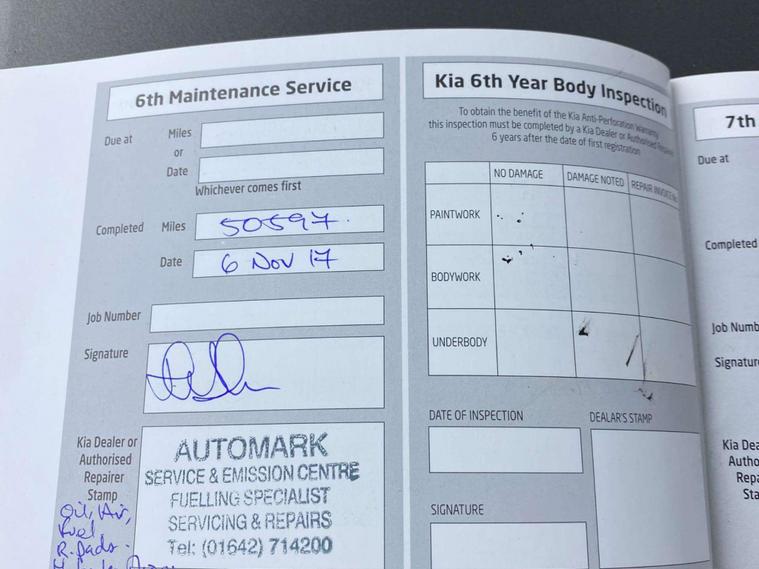 6th Maintenance Service
Due at
Miles
or
Date
Whichever comes first
Completed
Miles
50597.
Date
6 Nov 17
Job Number
Signature
Kia Dealer or
Authorised
Repairer
Stamp
AUTOMARK
SERVICE & EMISSION CENTRE
FUELLING SPECIALIST
SERVICING & REPAIRS
Tel: (01642) 714200
Oil, Air,
Fuel
R. Pads.
Kia 6th Year Body Inspection
To obtain the benefit of the Kia Anti-Perforation Warranty
this inspection must be completed by a Kia Dealer or Authorised
6 years after the date of first registration
NO DAMAGE
DAMAGE NOTED
REPAIR INVOICE
PAINTWORK
BODYWORK
UNDERBODY
DATE OF INSPECTION
DEALAR'S STAMP
SIGNATURE
7th
Due at
Completed
Job Numb
Signatur
Kia Dea
Autho
Repa
Sta